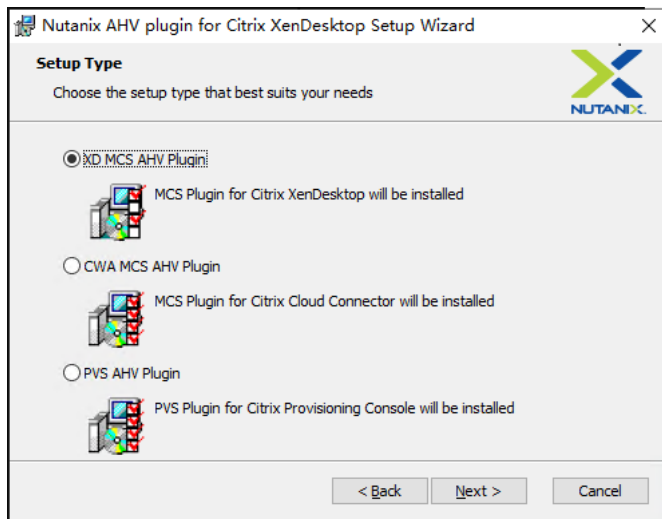 Nutanix AHV plugin for Citrix XenDesktop Setup Wizard
Setup Type
Choose the setup type that best suits your needs
NUTANIX.
XD MCS AHV Plugin
MCS Plugin for Citrix XenDesktop will be installed
CWA MCS AHV Plugin
MCS Plugin for Citrix Cloud Connector will be installed
PVS AHV Plugin
PVS Plugin for Citrix Provisioning Console will be installed
< Back
Next >
Cancel